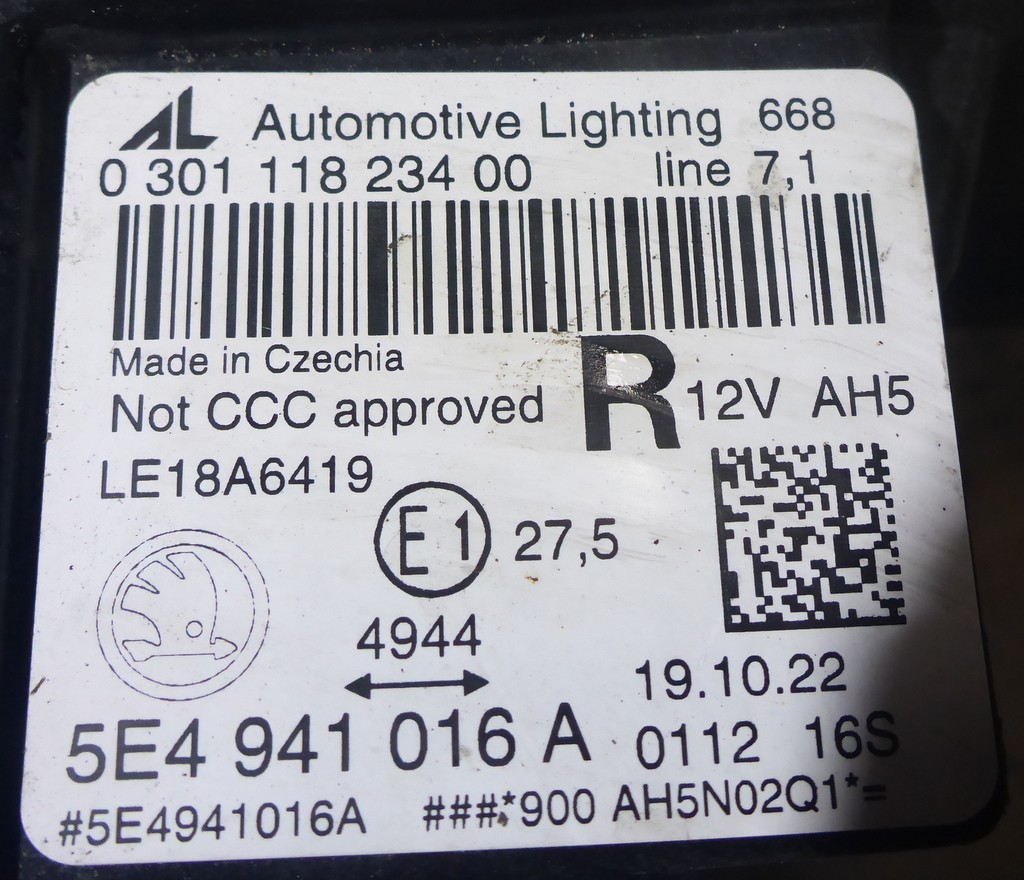 AL Automotive Lighting 668
0 301 118 234 00 line 7,1
Made in Czechia
Not CCC approved R 12V AH5
LE18A6419
E1 27,5
4944
19.10.22
5E4 941 016 A 0112 16S
#5E4941016A ###*900 AH5N02Q1*=